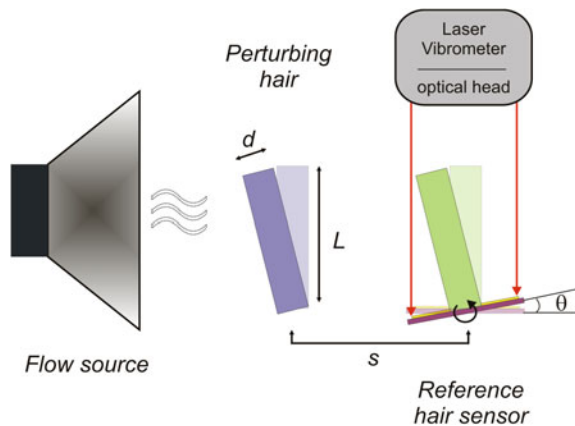 Laser
Vibrometer
optical head
Perturbing
hair
d
L
θ
s
Flow source
Reference
hair sensor